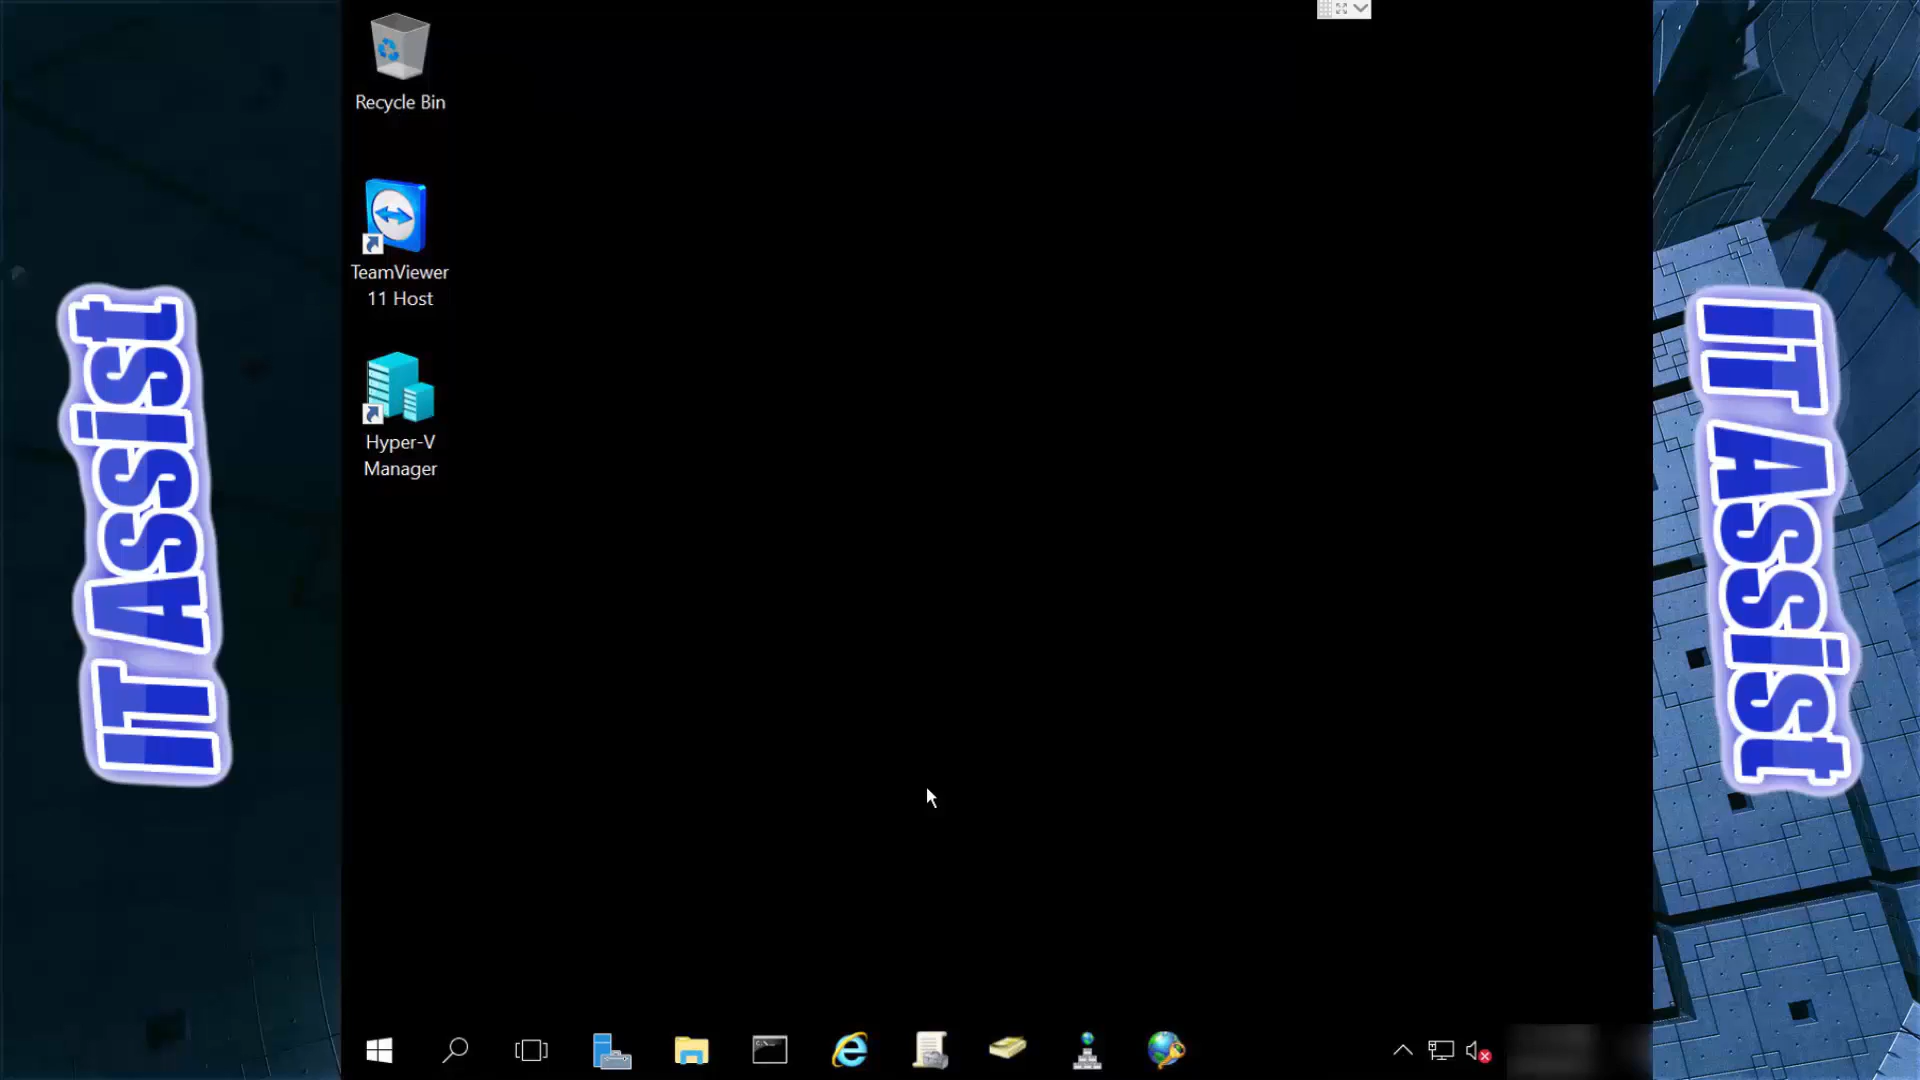 IT Assist
Recycle Bin
TeamViewer
11 Host
Hyper-V
Manager
IT Assist